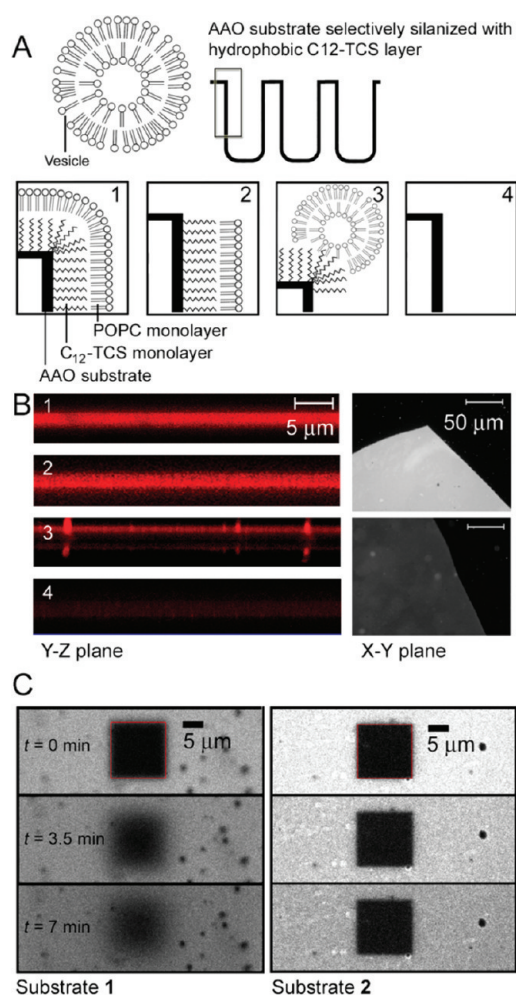 A
AAO substrate selectively silanized with
hydrophobic C12-TCS layer
Vesicle
1
2
3
4
POPC monolayer
C₁₂-TCS monolayer
AAO substrate
B
1
5 μm
50 μm
2
3
4
Y-Z plane
X-Y plane
C
t = 0 min
5 μm
5 μm
t = 3.5 min
t = 7 min
Substrate 1
Substrate 2